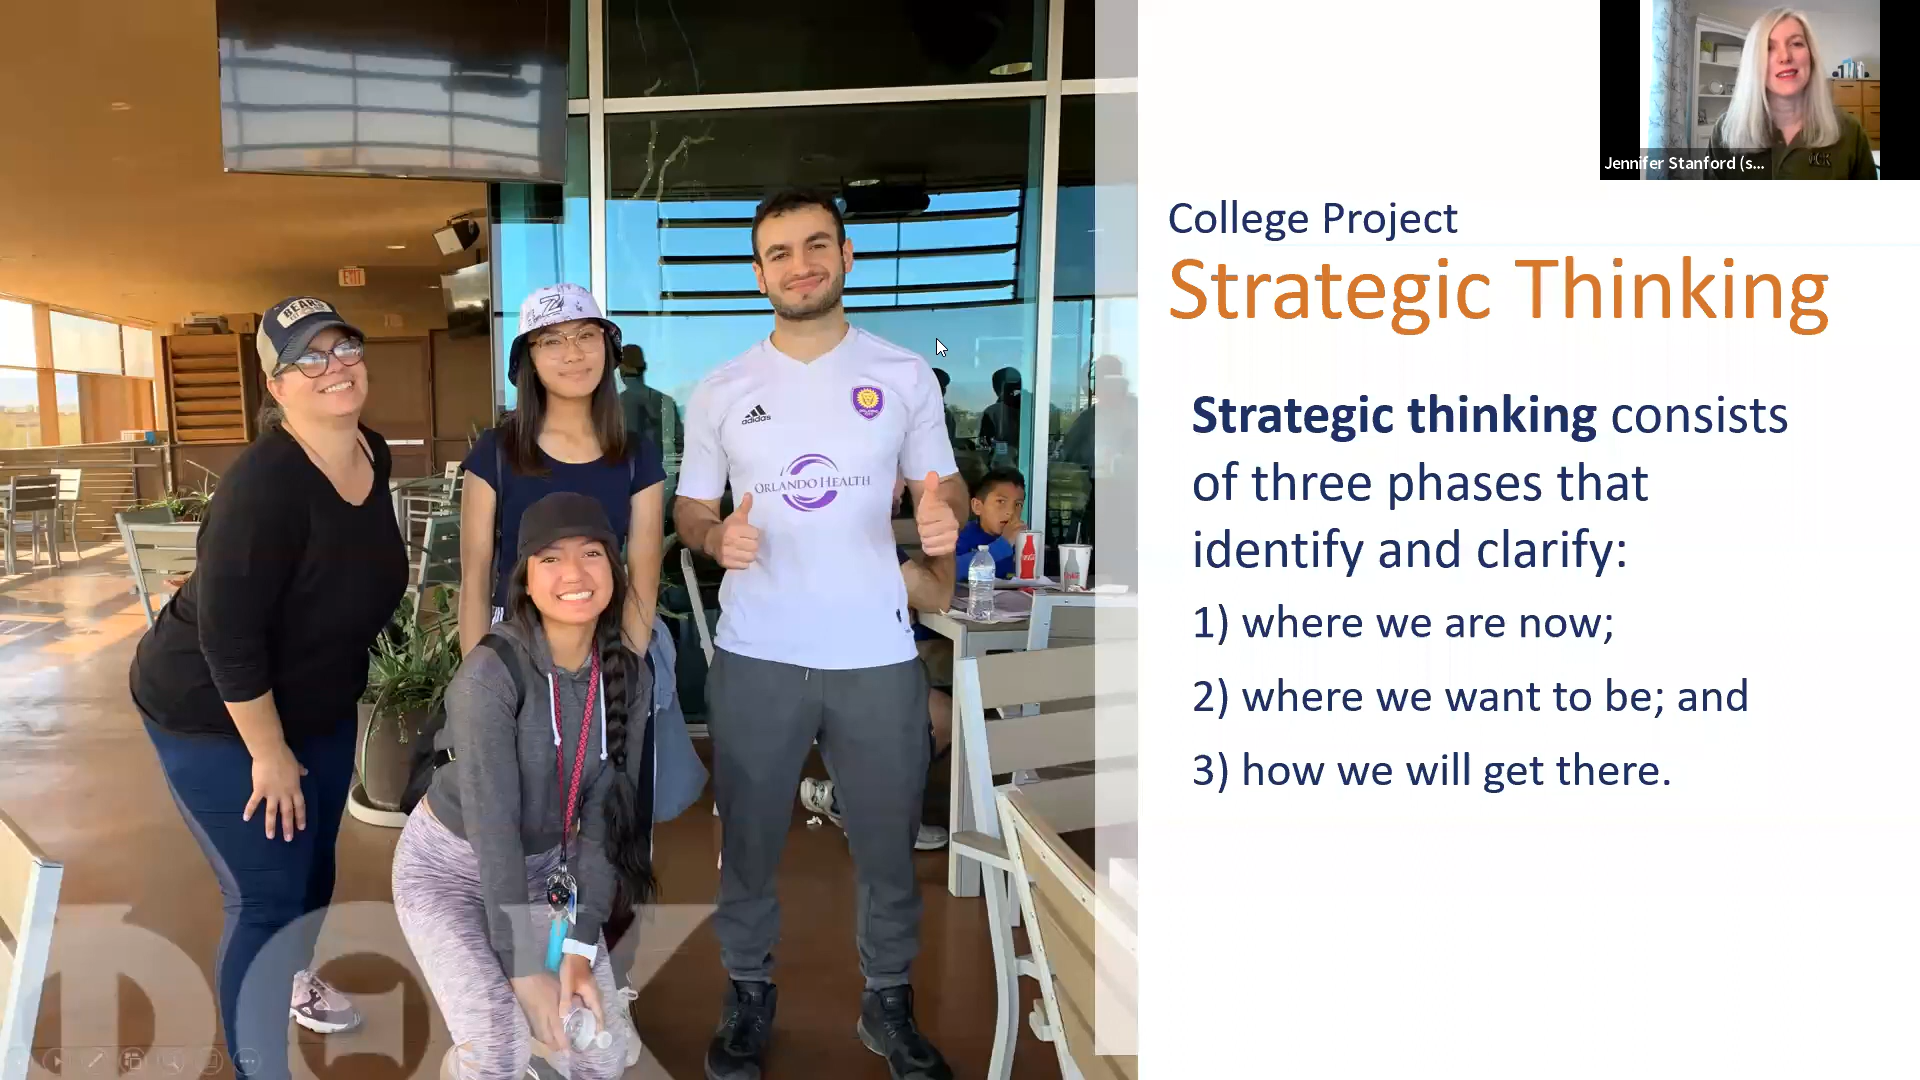 Jennifer Stanford (s...
College Project
Strategic Thinking
Strategic thinking consists
of three phases that
identify and clarify:
1) where we are now;
2) where we want to be; and
3) how we will get there.
EXIT
BEARS
Z
adidas
ORLANDO HEALTH